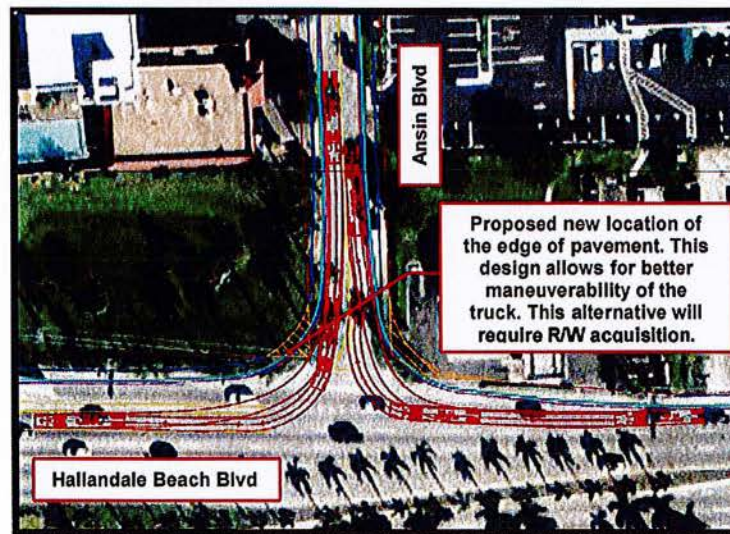 Ansin Blvd
Proposed new location of
the edge of pavement. This
design allows for better
maneuverability of the
truck. This alternative will
require R/W acquisition.
Hallandale Beach Blvd